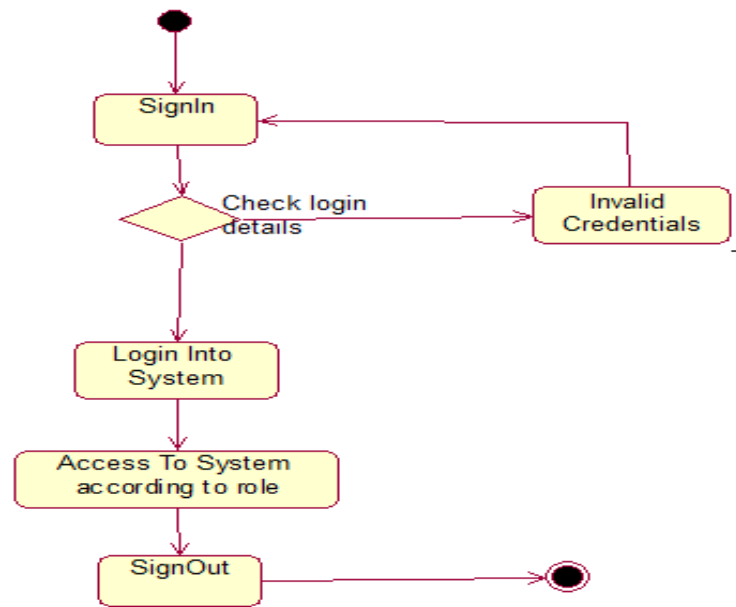 SignIn
Check login
details
Invalid
Credentials
Login Into
System
Access To System
according to role
SignOut